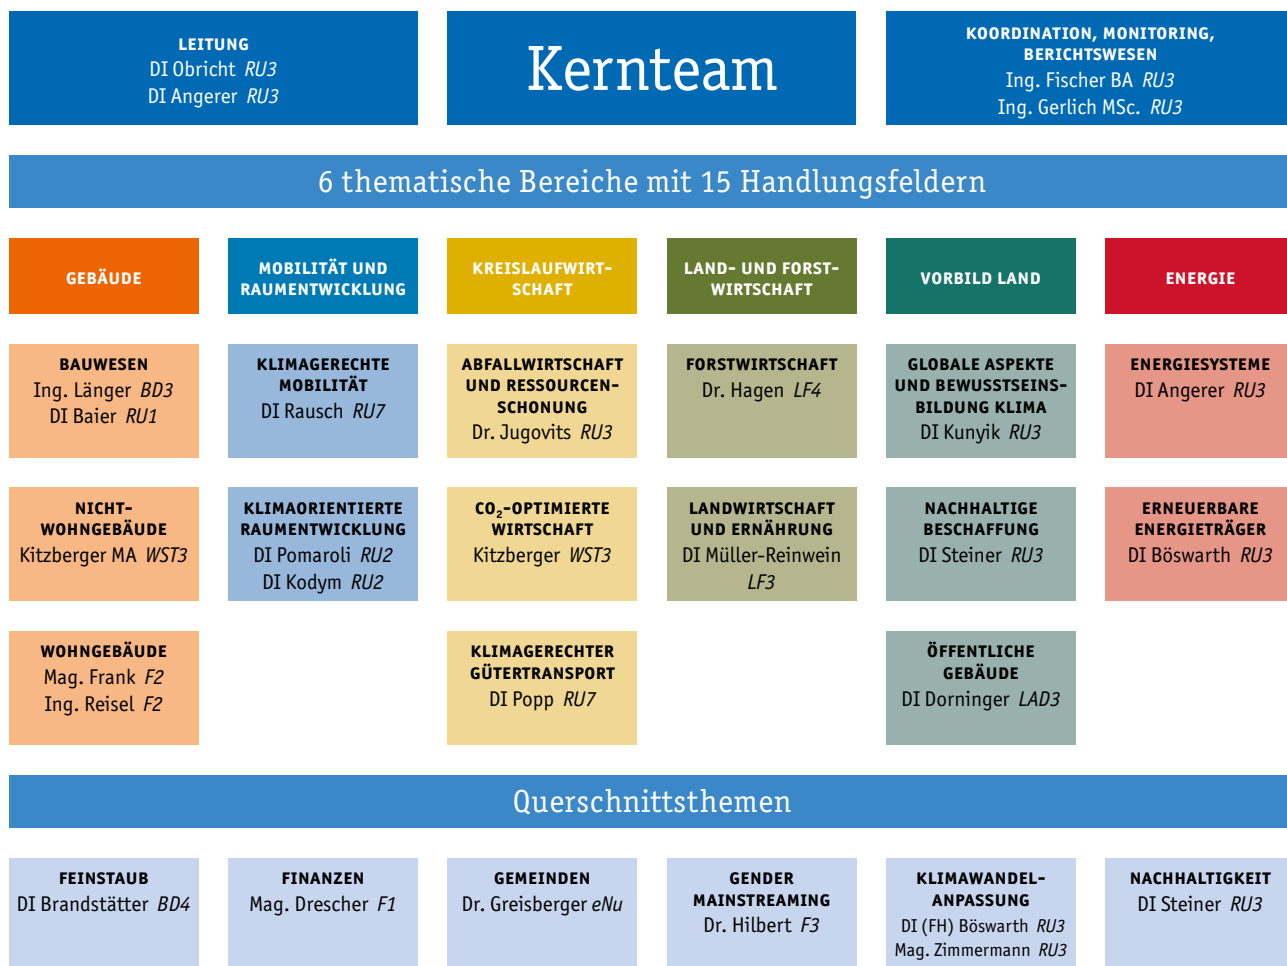 LEITUNG
DI Obricht RU3
DI Angerer RU3
Kernteam
KOORDINATION, MONITORING,
BERICHTSWESEN
Ing. Fischer BA RU3
Ing. Gerlich MSc. RU3
6 thematische Bereiche mit 15 Handlungsfeldern
GEBÄUDE
MOBILITÄT UND
RAUMENTWICKLUNG
KREISLAUFWIRT-
SCHAFT
LAND- UND FORST-
WIRTSCHAFT
VORBILD LAND
ENERGIE
BAUWESEN
Ing. Länger BD3
DI Baier RU1
KLIMAGERECHTE
MOBILITÄT
DI Rausch RU7
ABFALLWIRTSCHAFT
UND RESSOURCEN-
SCHONUNG
Dr. Jugovits RU3
FORSTWIRTSCHAFT
Dr. Hagen LF4
GLOBALE ASPEKTE
UND BEWUSSTSEINS-
BILDUNG KLIMA
DI Kunyik RU3
ENERGIESYSTEME
DI Angerer RU3
NICHT-
WOHNGEBÄUDE
Kitzberger MA WST3
KLIMAORIENTIERTE
RAUMENTWICKLUNG
DI Pomaroli RU2
DI Kodym RU2
CO₂-OPTIMIERTE
WIRTSCHAFT
Kitzberger WST3
LANDWIRTSCHAFT
UND ERNÄHRUNG
DI Müller-Reinwein
LF3
NACHHALTIGE
BESCHAFFUNG
DI Steiner RU3
ERNEUERBARE
ENERGIETRÄGER
DI Böswarth RU3
WOHNGEBÄUDE
Mag. Frank F2
Ing. Reisel F2
KLIMAGERECHTER
GÜTERTRANSPORT
DI Popp RU7
ÖFFENTLICHE
GEBÄUDE
DI Dorninger LAD3
Querschnittsthemen
FEINSTAUB
DI Brandstätter BD4
FINANZEN
Mag. Drescher F1
GEMEINDEN
Dr. Greisberger eNu
GENDER
MAINSTREAMING
Dr. Hilbert F3
KLIMAWANDEL-
ANPASSUNG
DI (FH) Böswarth RU3
Mag. Zimmermann RU3
NACHHALTIGKEIT
DI Steiner RU3